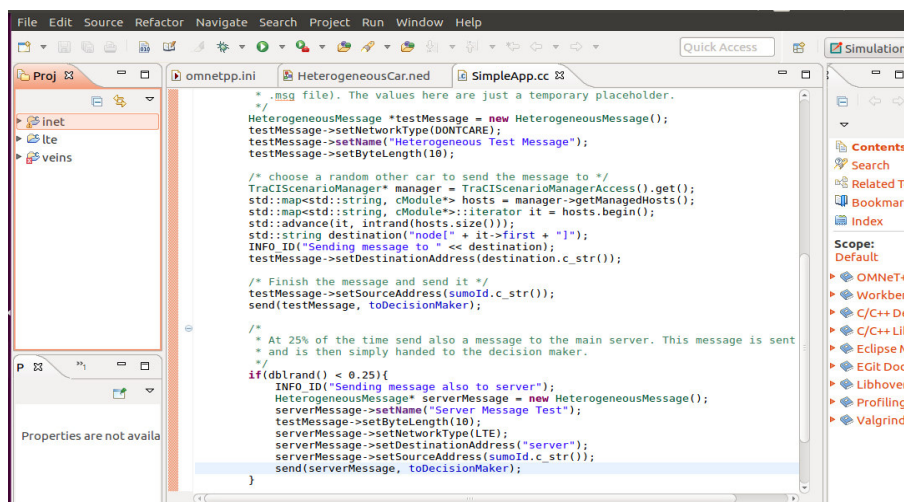 File Edit Source Refactor Navigate Search Project Run Window Help
Quick Access
Simulation
Proj
omnetpp.ini
HeterogeneousCar.ned
SimpleApp.cc
inet
lte
veins
* .msg file). The values here are just a temporary placeholder.
*/
HeterogeneousMessage *testMessage = new HeterogeneousMessage();
testMessage->setNetworkType(DONTCARE);
testMessage->setName("Heterogeneous Test Message");
testMessage->setByteLength(10);
/* choose a random other car to send the message to */
TraCIScenarioManager* manager = TraCIScenarioManagerAccess().get();
std::map<std::string, cModule*> hosts = manager->getManagedHosts();
std::map<std::string, cModule*>::iterator it = hosts.begin();
std::advance(it, intrand(hosts.size()));
std::string destination("node[" + it->first + "]");
INFO_ID("Sending message to " << destination);
testMessage->setDestinationAddress(destination.c_str());
/* Finish the message and send it */
testMessage->setSourceAddress(sumoId.c_str());
send(testMessage, toDecisionMaker);
/*
* At 25% of the time send also a message to the main server. This message is sent
* and is then simply handed to the decision maker.
*/
if(dblrand() < 0.25){
INFO_ID("Sending message also to server");
HeterogeneousMessage* serverMessage = new HeterogeneousMessage();
serverMessage->setName("Server Message Test");
testMessage->setByteLength(10);
serverMessage->setNetworkType(LTE);
serverMessage->setDestinationAddress("server");
serverMessage->setSourceAddress(sumoId.c_str());
send(serverMessage, toDecisionMaker);
}
P
»1
Properties are not availa
Contents
Search
Related T
Bookmar
Index
Scope:
Default
OMNeT+
Workben
C/C++ De
C/C++ Lib
Eclipse M
EGit Doc
Libhover
Profiling
Valgrind